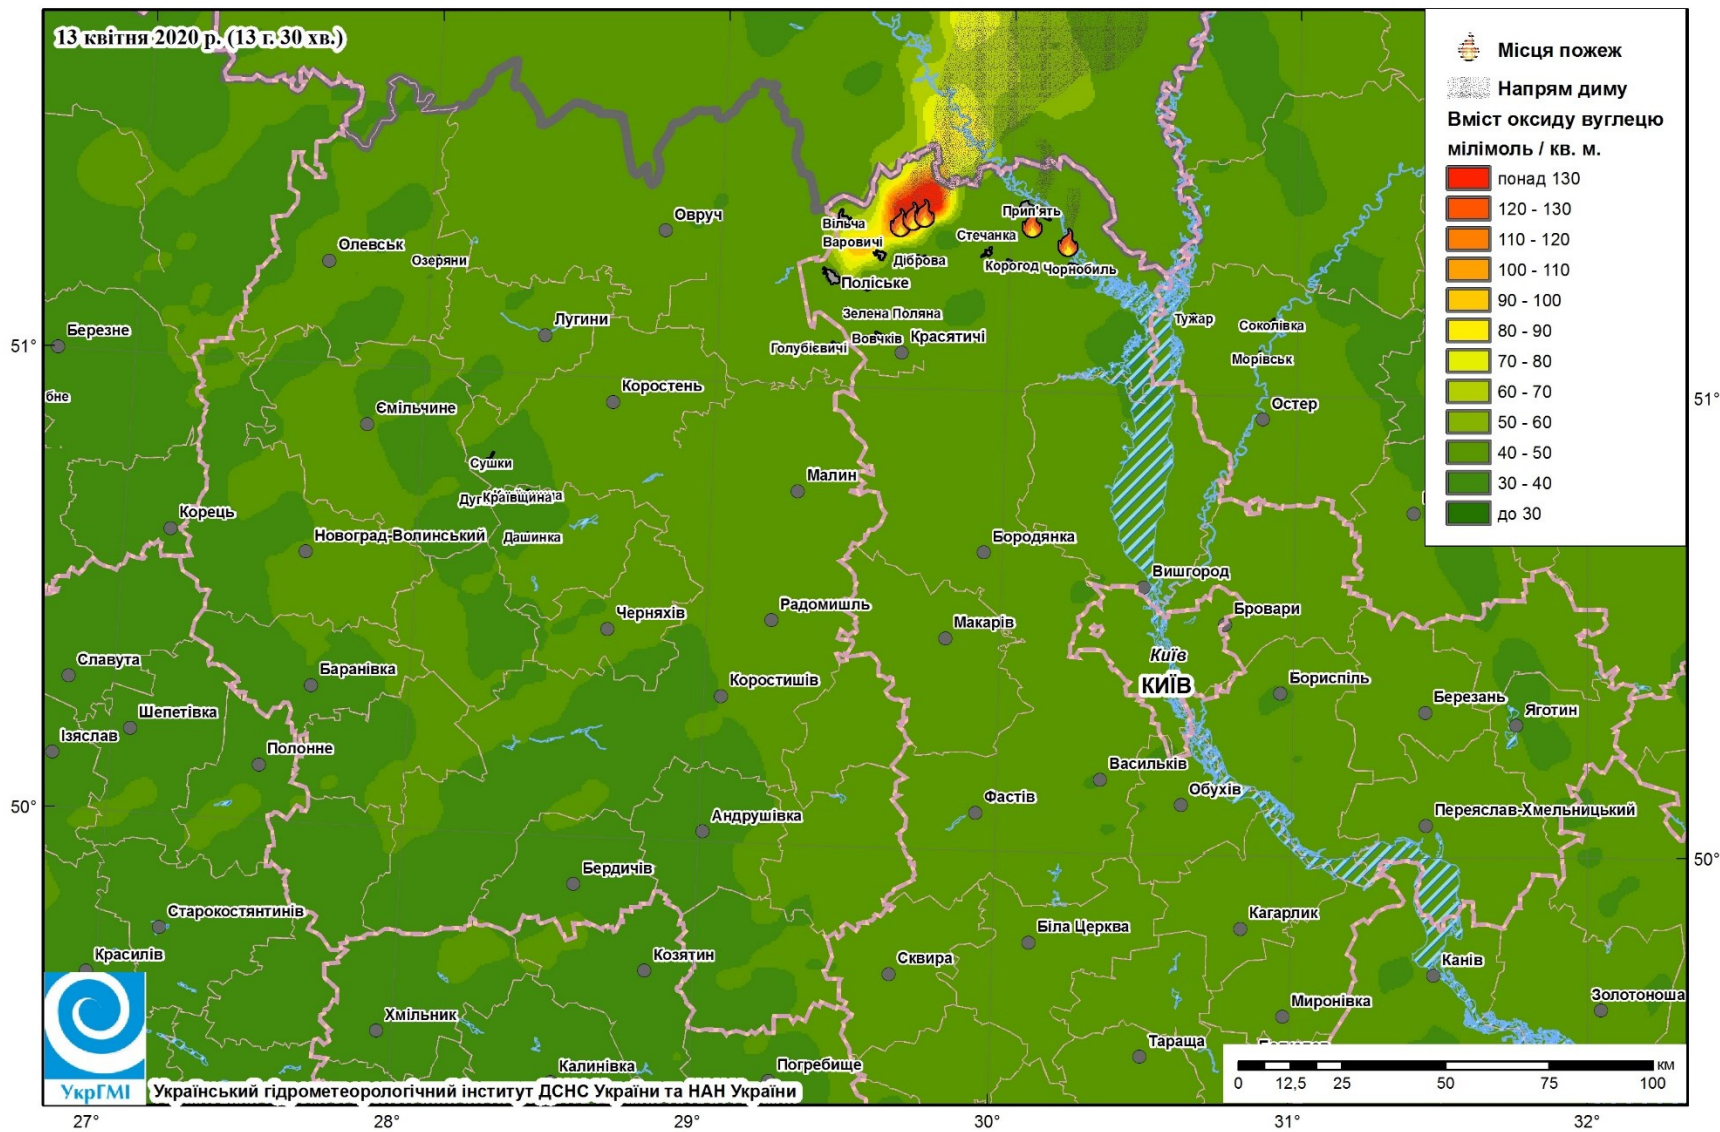 13 квітня 2020 р. (13 г. 30 хв.)
Місця пожеж
Напрям диму
Вміст оксиду вуглецю
мілімоль / кв. м.
понад 130
120 - 130
110 - 120
100 - 110
90 - 100
80 - 90
70 - 80
60 - 70
50 - 60
40 - 50
30 - 40
до 30
Овруч
Вільча
Варовичі
Прип'ять
Стечанка
Олевськ
Озеряни
Діброва
Корогод
Чорнобиль
Поліське
Зелена Поляна
Тужар
Соколівка
Березне
Лугини
Вовчків
Красятичі
Голубієвичі
Морівськ
51°
Коростень
51°
бне
Ємільчине
Остер
Сушки
Малин
Дуг
Країщина
Корець
Новоград-Волинський
Дашинка
Бородянка
Вишгород
Черняхів
Радомишль
Макарів
Бровари
Славута
Баранівка
Київ
КИЇВ
Коростишів
Бориспіль
Березань
Яготин
Шепетівка
Ізяслав
Полонне
Васильків
Обухів
50°
Фастів
Андрушівка
Переяслав-Хмельницький
50°
Бердичів
Старокостянтинів
Біла Церква
Кагарлик
Красилів
Козятин
Сквира
Канів
Миронівка
Золотоноша
Хмільник
Тараща
Калинівка
Погребище
км
0 12,5 25 50 75 100
УкрГМІ
Український гідрометеорологічний інститут ДСНС України та НАН України
27° 28° 29° 30° 31° 32°